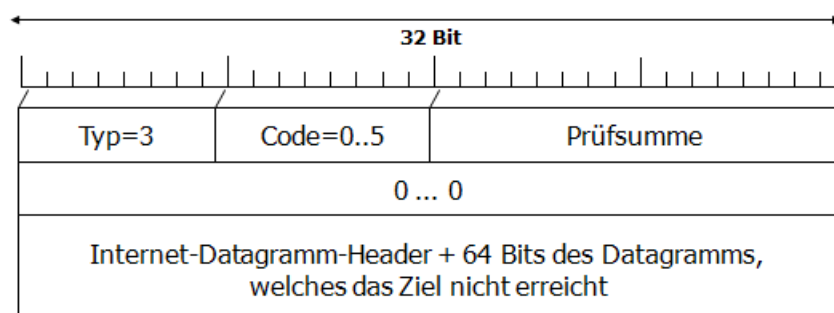 32 Bit
Typ=3 Code=0..5 Prüfsumme
0 ... 0
Internet-Datagramm-Header + 64 Bits des Datagramms,
welches das Ziel nicht erreicht